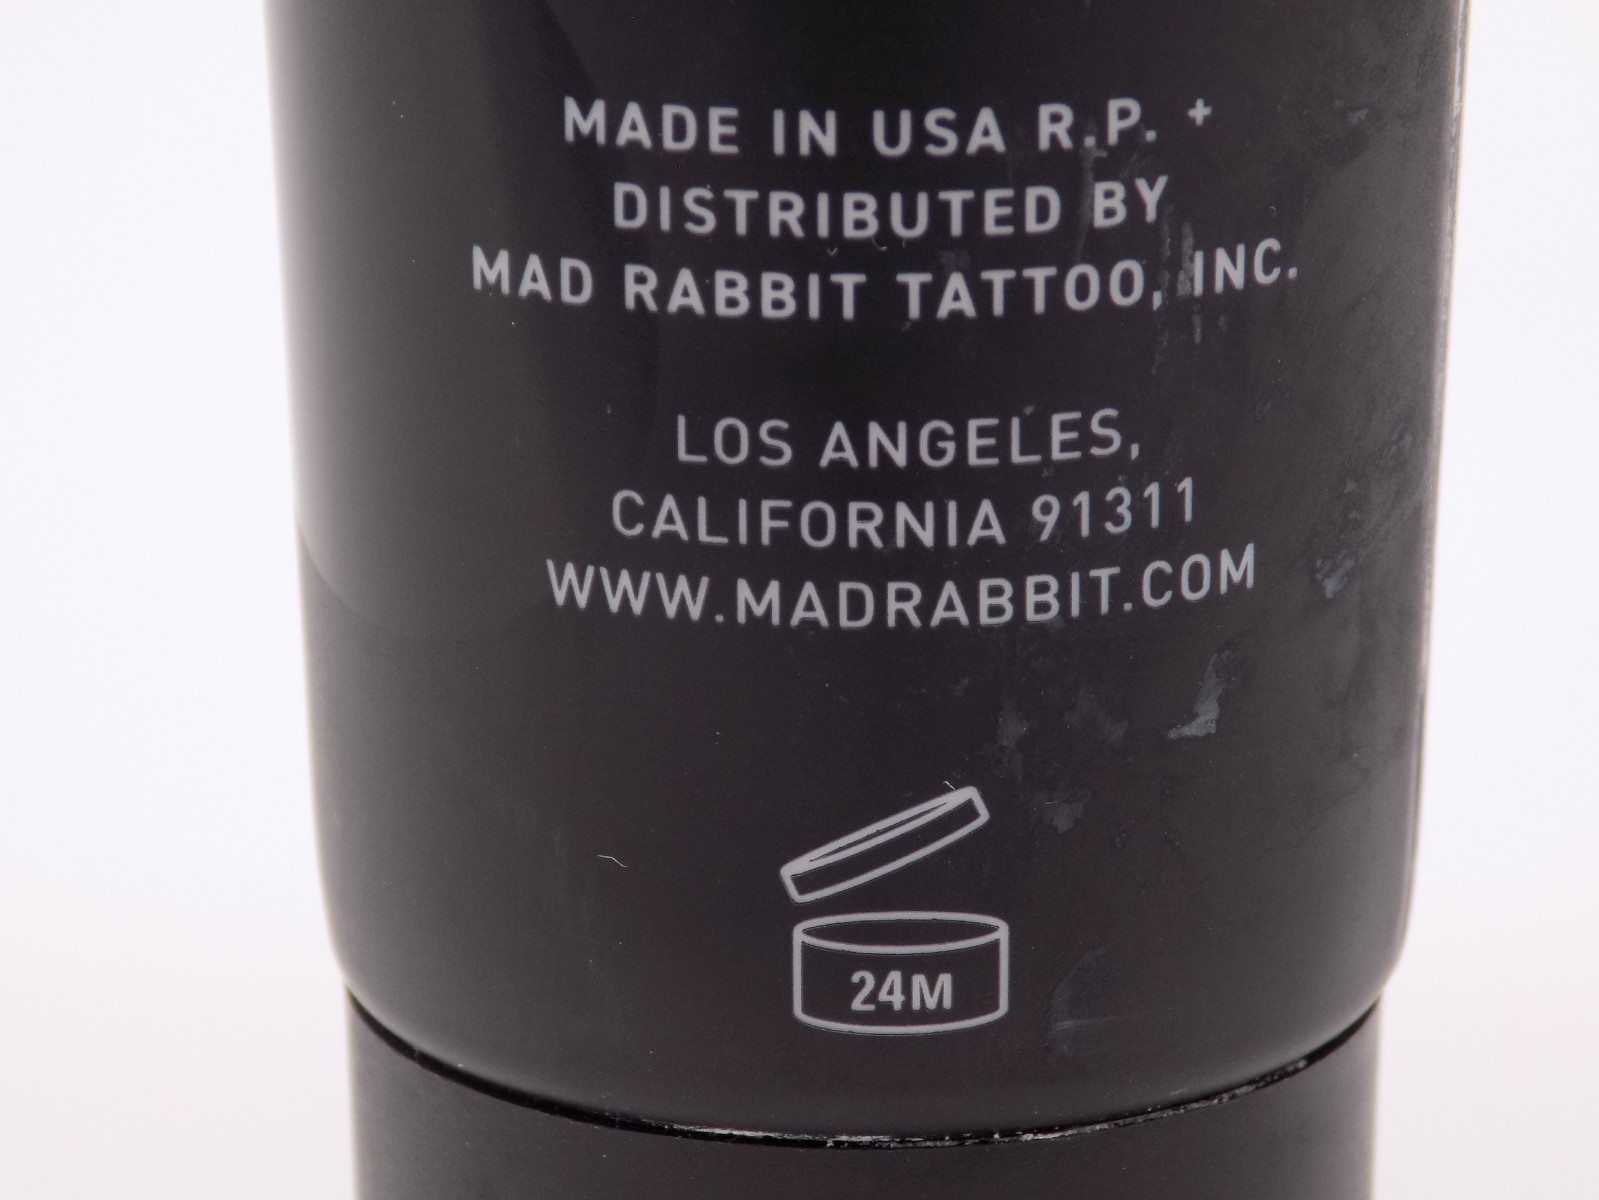 MADE IN USA R.P. +
DISTRIBUTED BY
MAD RABBIT TATTOO, INC.
LOS ANGELES,
CALIFORNIA 91311
WWW.MADRABBIT.COM
24M